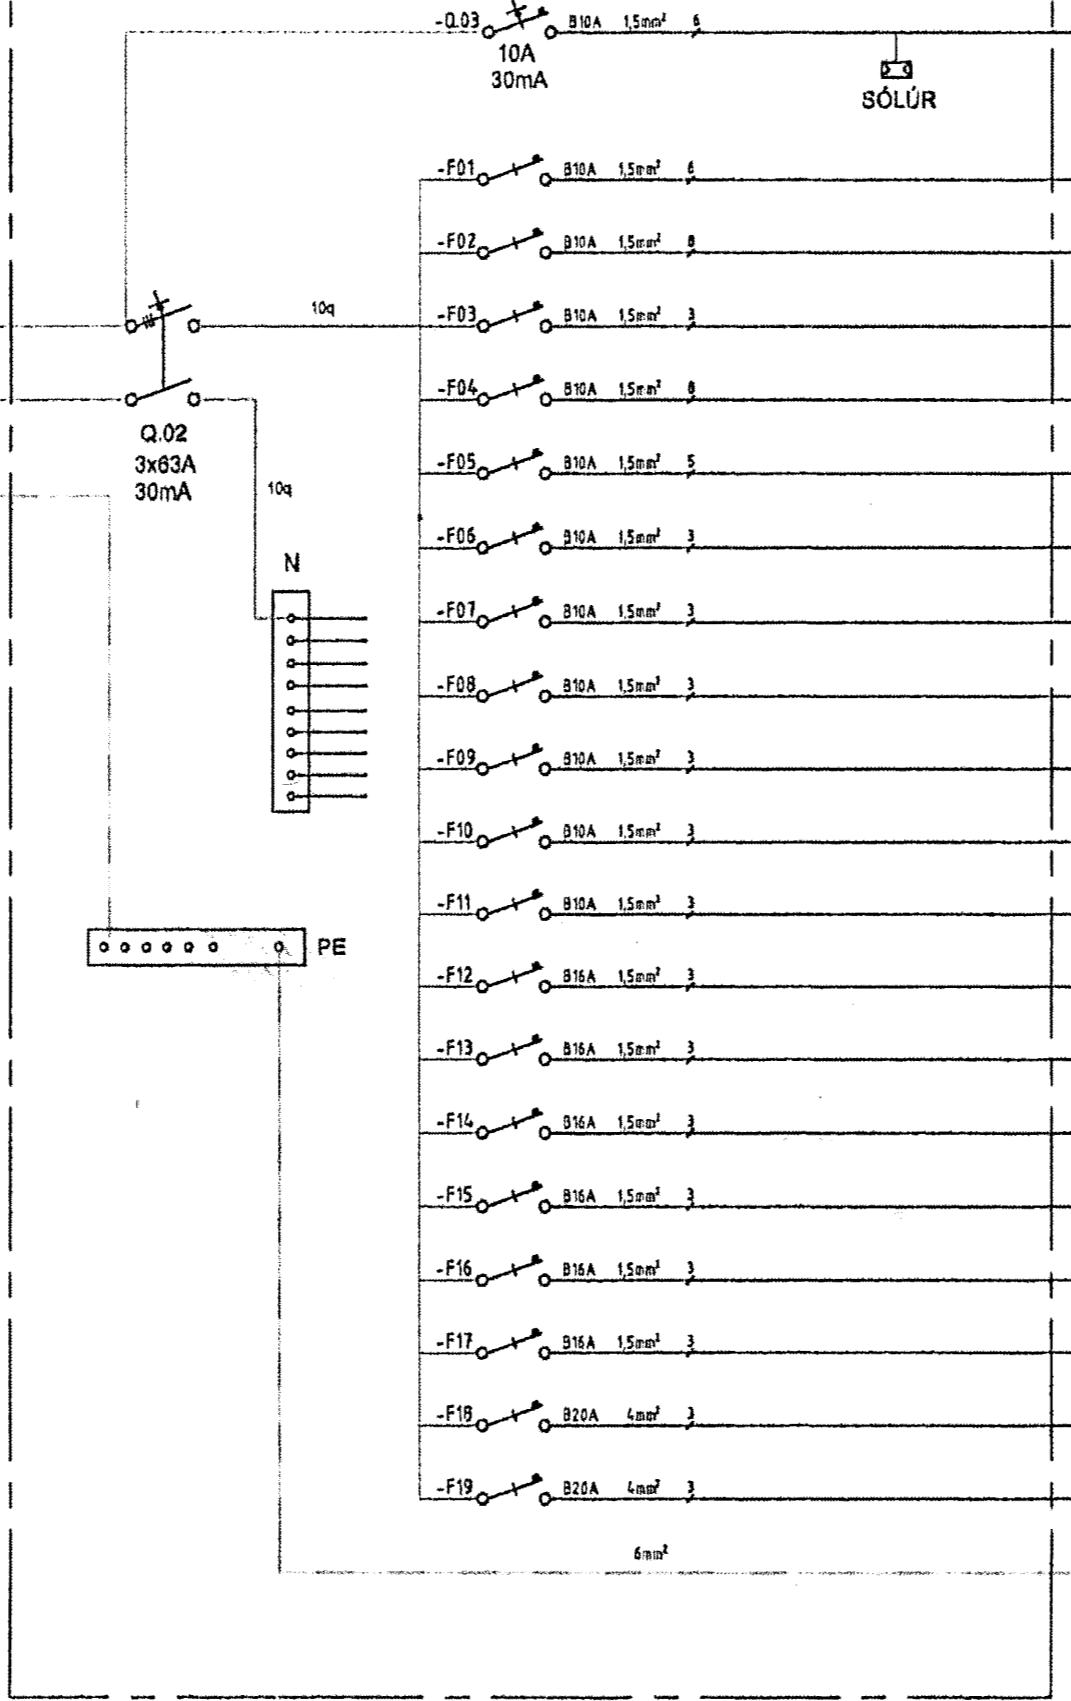 -Q.03 B10A 1,5mm² 6
10A
30mA
SÓLÚR
-F01 B10A 1,5mm² 6
-F02 B10A 1,5mm²
-F03 B10A 1,5mm² 3
10q
-F04 B10A 1,5mm²
Q.02
3x63A
30mA
-F05 B10A 1,5mm² 5
10q
-F06 B10A 1,5mm² 3
N
-F07 B10A 1,5mm² 3
-F08 B10A 1,5mm² 3
-F09 B10A 1,5mm² 3
-F10 B10A 1,5mm² 3
-F11 B10A 1,5mm² 3
PE
-F12 B16A 1,5mm² 3
-F13 B16A 1,5mm² 3
-F14 B16A 1,5mm² 3
-F15 B16A 1,5mm² 3
-F16 B16A 1,5mm² 3
-F17 B16A 1,5mm² 3
-F18 B20A 4mm² 3
-F19 B20A 4mm² 3
6mm²